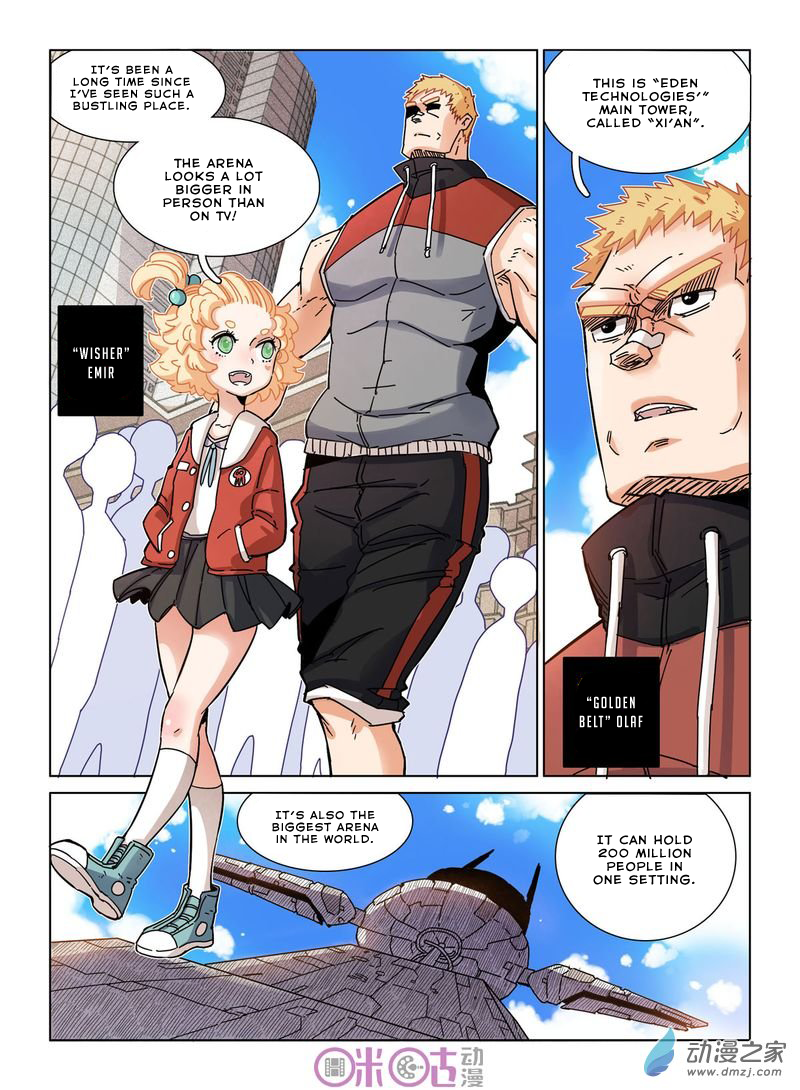 IT'S BEEN A
LONG TIME SINCE
I'VE SEEN SUCH A
BUSTLING PLACE.
THE ARENA
LOOKS A LOT
BIGGER IN
PERSON THAN
ON TV!
"WISHER"
EMIR
THIS IS "EDEN
TECHNOLOGIES'"
MAIN TOWER,
CALLED "XI'AN".
"GOLDEN
BELT" OLAF
IT'S ALSO THE
BIGGEST ARENA
IN THE WORLD.
IT CAN HOLD
200 MILLION
PEOPLE IN
ONE SETTING.
咪咕动漫
动漫之家
www.dmzj.com